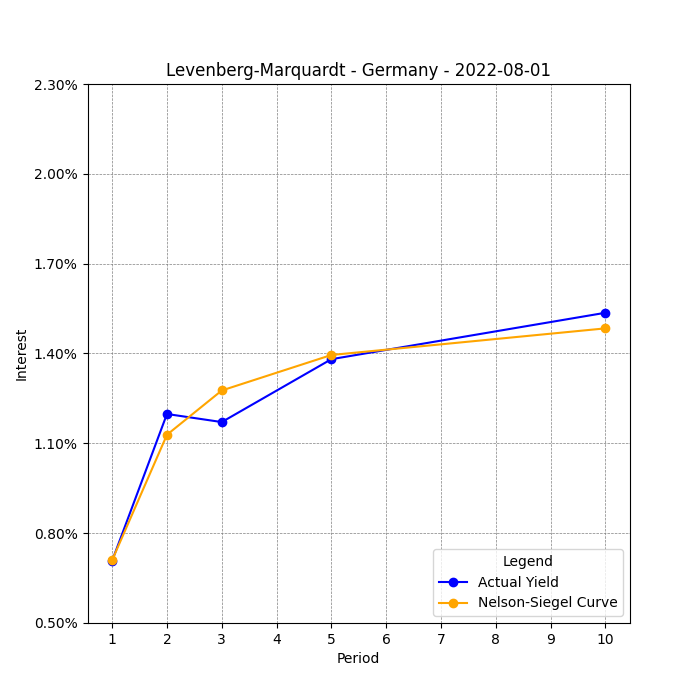 Levenberg-Marquardt - Germany - 2022-08-01
2.30%
2.00%
1.70%
1.40%
1.10%
0.80%
0.50%
Interest
1 2 3 4 5 6 7 8 9 10
Period
Legend
Actual Yield
Nelson-Siegel Curve